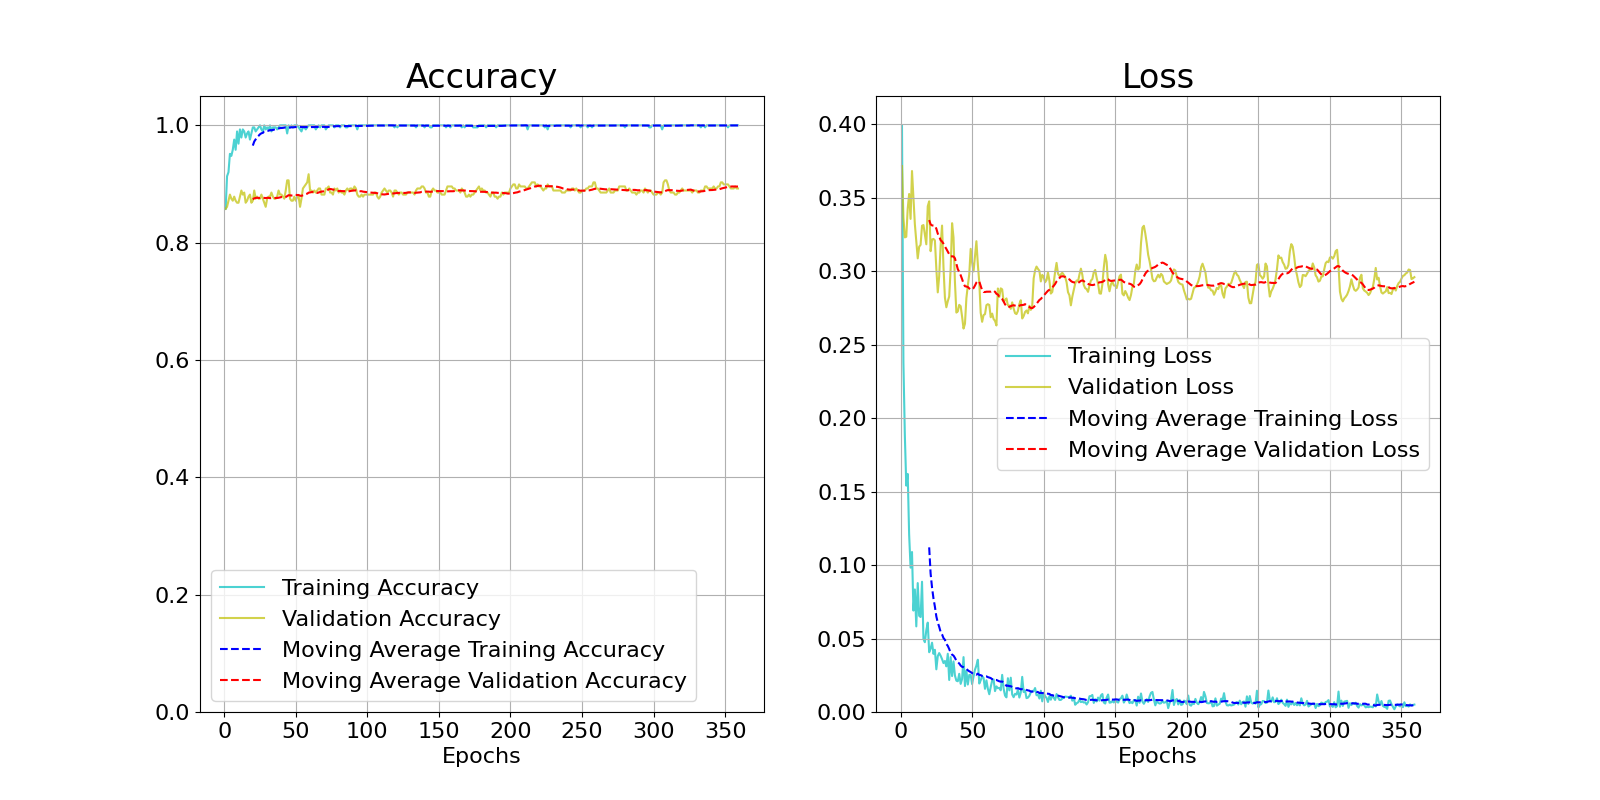 Accuracy
1.0
0.8
0.6
0.4
0.2
0.0
Training Accuracy
Validation Accuracy
Moving Average Training Accuracy
Moving Average Validation Accuracy
0 50 100 150 200 250 300 350
Epochs
Loss
0.40
0.35
0.30
0.25
0.20
0.15
0.10
0.05
0.00
Training Loss
Validation Loss
Moving Average Training Loss
Moving Average Validation Loss
0 50 100 150 200 250 300 350
Epochs